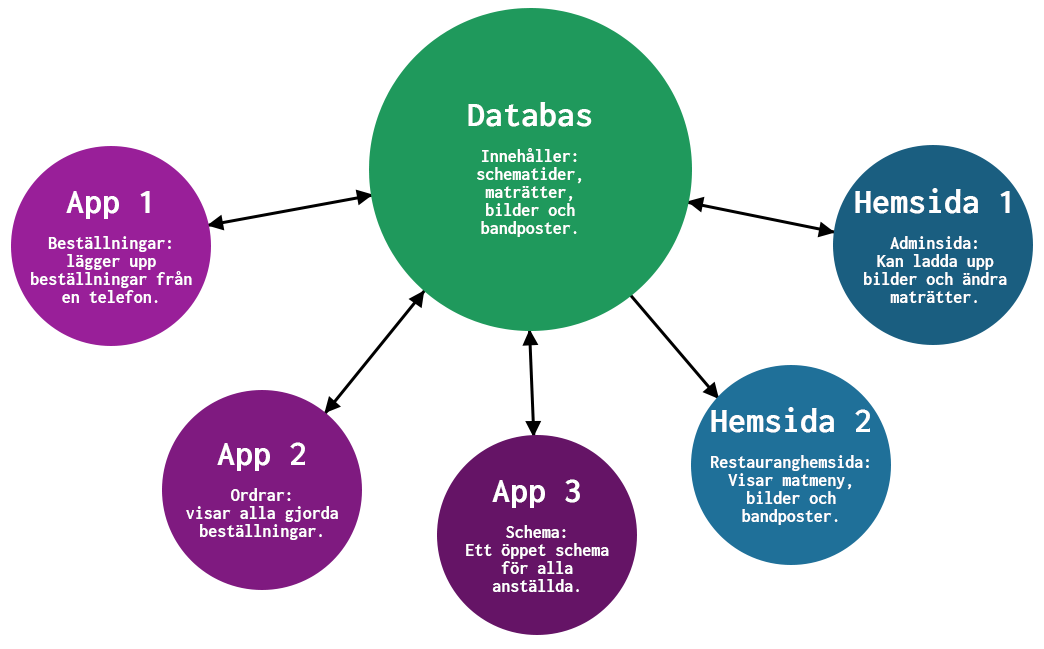 Databas
Innehåller:
schematider,
maträtter,
bilder och
bandposter.
App 1
Beställningar:
lägger upp
beställningar från
en telefon.
Hemsida 1
Adminsida:
Kan ladda upp
bilder och ändra
maträtter.
App 2
Ordrar:
visar alla gjorda
beställningar.
App 3
Schema:
Ett öppet schema
för alla
anställda.
Hemsida 2
Restauranghemsida:
Visar matmeny,
bilder och
bandposter.